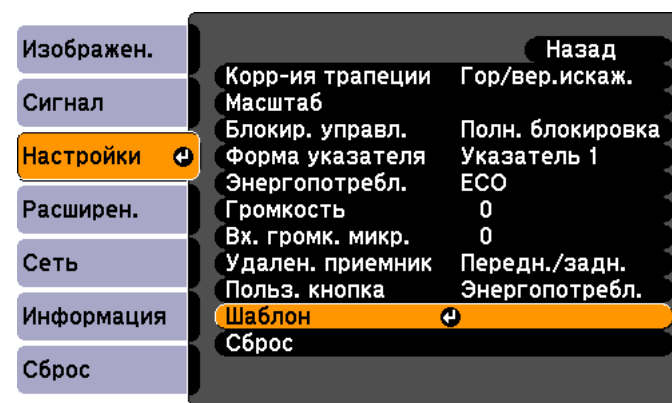 Изображен.
Сигнал
Настройки
Расширен.
Сеть
Информация
Сброс
Назад
Корр-ия трапеции Гор/вер.искаж.
Масштаб
Блокир. управл. Полн. блокировка
Форма указателя Указатель 1
Энергопотребл. ECO
Громкость 0
Вх. громк. микр. 0
Удален. приемник Передн./задн.
Польз. кнопка Энергопотребл.
Шаблон
Сброс